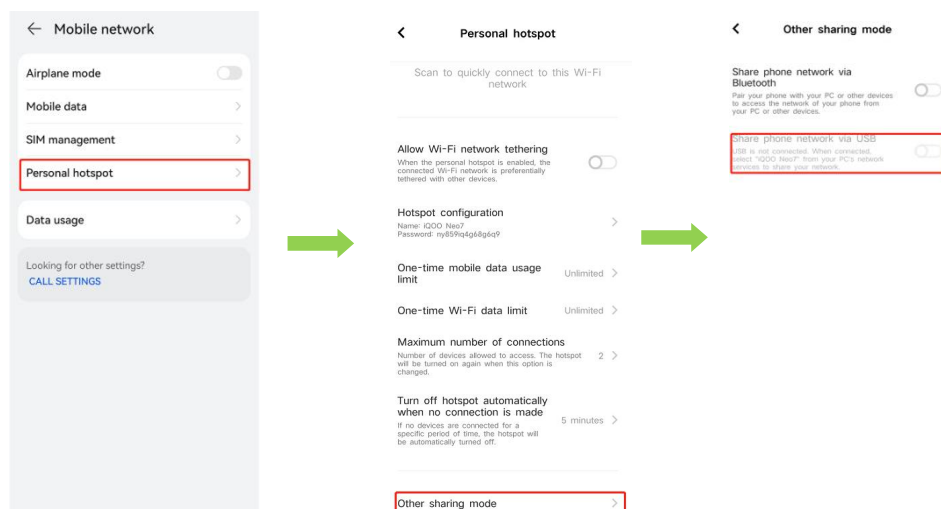 Mobile network
Airplane mode
Mobile data
SIM management
Personal hotspot
Data usage
Looking for other settings?
CALL SETTINGS
Personal hotspot
Scan to quickly connect to this Wi-Fi
network
Allow Wi-Fi network tethering
When the personal hotspot is enabled, the
connected Wi-Fi network is preferentially
tethered with other devices.
Hotspot configuration
Name: iQOO Neo7
Password: ny859iq4g68g6q9
One-time mobile data usage
limit
Unlimited
One-time Wi-Fi data limit
Unlimited
Maximum number of connections
Number of devices allowed to access. The hotspot
will be turned on again when this option is
changed.
2
Turn off hotspot automatically
when no connection is made
If no devices are connected for a
specific period of time, the hotspot will
be automatically turned off.
5 minutes
Other sharing mode
Other sharing mode
Share phone network via
Bluetooth
Pair your phone with your PC or other devices
to access the network of your phone from
your PC or other devices.
Share phone network via USB
USB is not connected. When connected,
select "iQOO Neo7" from your PC's network
services to share your network.